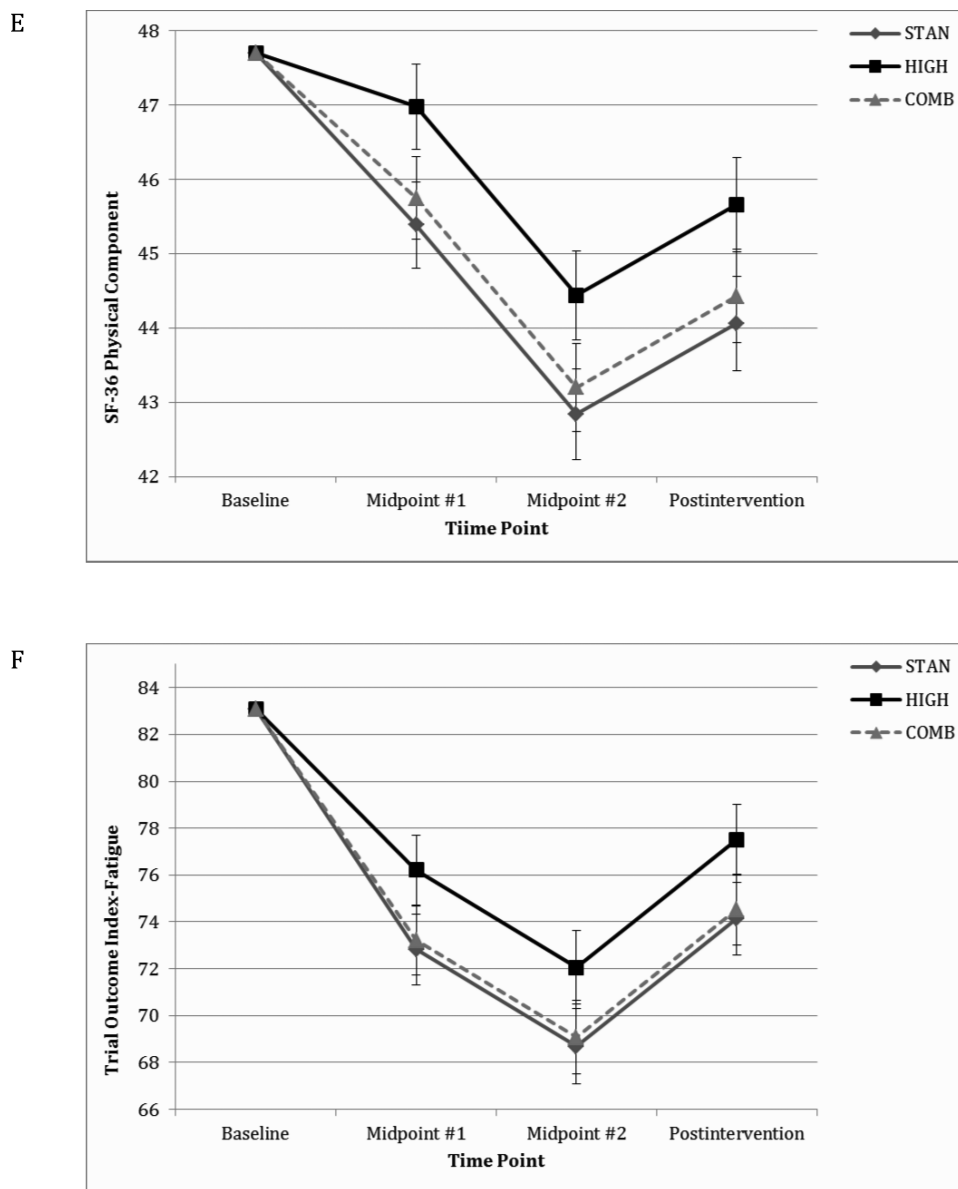 E
48
47
46
45
44
43
42
SF-36 Physical Component
Baseline
Midpoint #1
Midpoint #2
Postintervention
Tiime Point
STAN
HIGH
COMB
F
84
82
80
78
76
74
72
70
68
66
Trial Outcome Index-Fatigue
Baseline
Midpoint #1
Midpoint #2
Postintervention
Time Point
STAN
HIGH
COMB